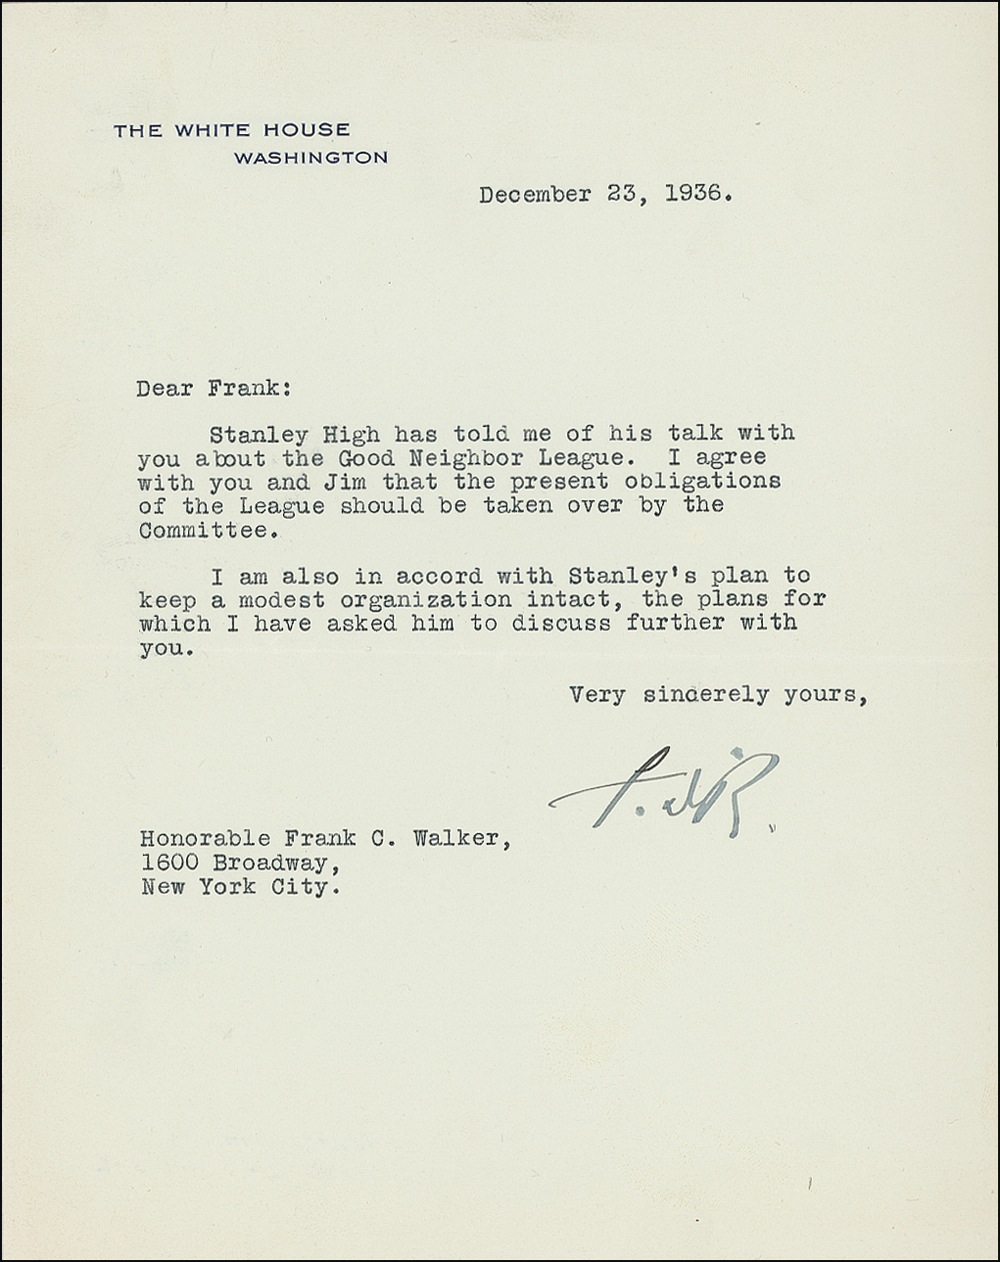 THE WHITE HOUSE
WASHINGTON
December 23, 1936.
Dear Frank:
Stanley High has told me of his talk with
you about the Good Neighbor League. I agree
with you and Jim that the present obligations
of the League should be taken over by the
Committee.
I am also in accord with Stanley's plan to
keep a modest organization intact, the plans for
which I have asked him to discuss further with
you.
Very sincerely yours,
Honorable Frank C. Walker,
1600 Broadway,
New York City.